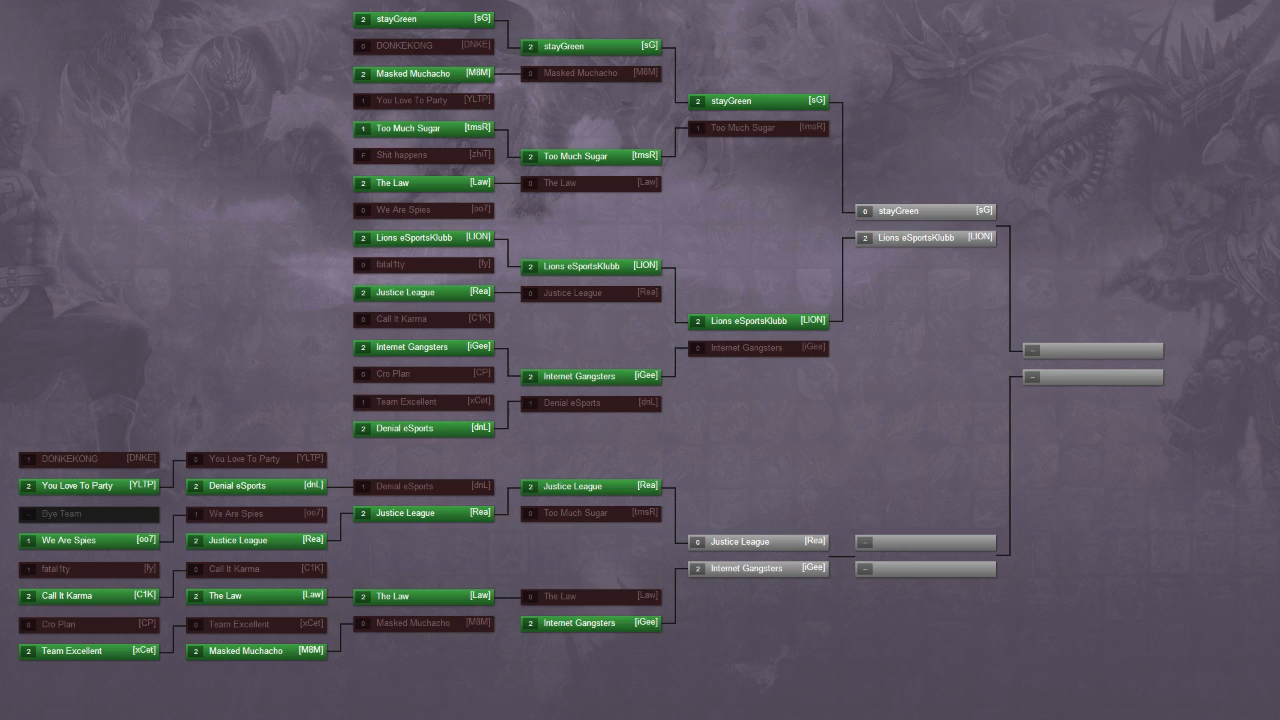 2 stayGreen [sG]
0 DONKEKONG [DNKE]
2 stayGreen [sG]
2 Masked Muchacho [M8M]
0 Masked Muchacho [M8M]
1 You Love To Party [YLTP]
2 stayGreen [sG]
1 Too Much Sugar [tmsR]
1 Too Much Sugar [tmsR]
F Shit happens [zhiT]
2 Too Much Sugar [tmsR]
2 The Law [Law]
0 The Law [Law]
0 We Are Spies [oo7]
0 stayGreen [sG]
2 Lions eSportsKlubb [LION]
2 Lions eSportsKlubb [LION]
0 fatal1ty [fy]
2 Lions eSportsKlubb [LION]
2 Justice League [Rea]
0 Justice League [Rea]
0 Call It Karma [C1K]
2 Lions eSportsKlubb [LION]
2 Internet Gangsters [iGee]
0 Internet Gangsters [iGee]
--
0 Cro Plan [CP]
2 Internet Gangsters [iGee]
--
1 Team Excellent [xCet]
1 Denial eSports [dnL]
2 Denial eSports [dnL]
1 DONKEKONG [DNKE]
0 You Love To Party [YLTP]
2 You Love To Party [YLTP]
2 Denial eSports [dnL]
1 Denial eSports [dnL]
2 Justice League [Rea]
-- Bye Team
1 We Are Spies [oo7]
2 Justice League [Rea]
0 Too Much Sugar [tmsR]
1 We Are Spies [oo7]
2 Justice League [Rea]
0 Justice League [Rea]
--
1 fatal1ty [fy]
0 Call It Karma [C1K]
2 Internet Gangsters [iGee]
--
2 Call It Karma [C1K]
2 The Law [Law]
2 The Law [Law]
0 The Law [Law]
0 Cro Plan [CP]
0 Team Excellent [xCet]
0 Masked Muchacho [M8M]
2 Internet Gangsters [iGee]
2 Team Excellent [xCet]
2 Masked Muchacho [M8M]